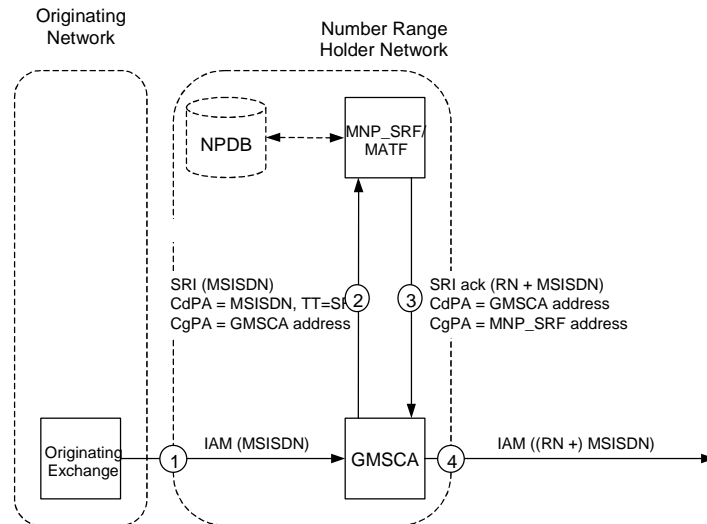 Originating
Network
Number Range
Holder Network
NPDB
MNP_SRF/
MATF
SRI (MSISDN)
CdPA = MSISDN, TT=
CgPA = GMSCA address
2
3
SRI ack (RN + MSISDN)
CdPA = GMSCA address
CgPA = MNP_SRF address
Originating
Exchange
1
IAM (MSISDN)
GMSCA
4
IAM ((RN +) MSISDN)